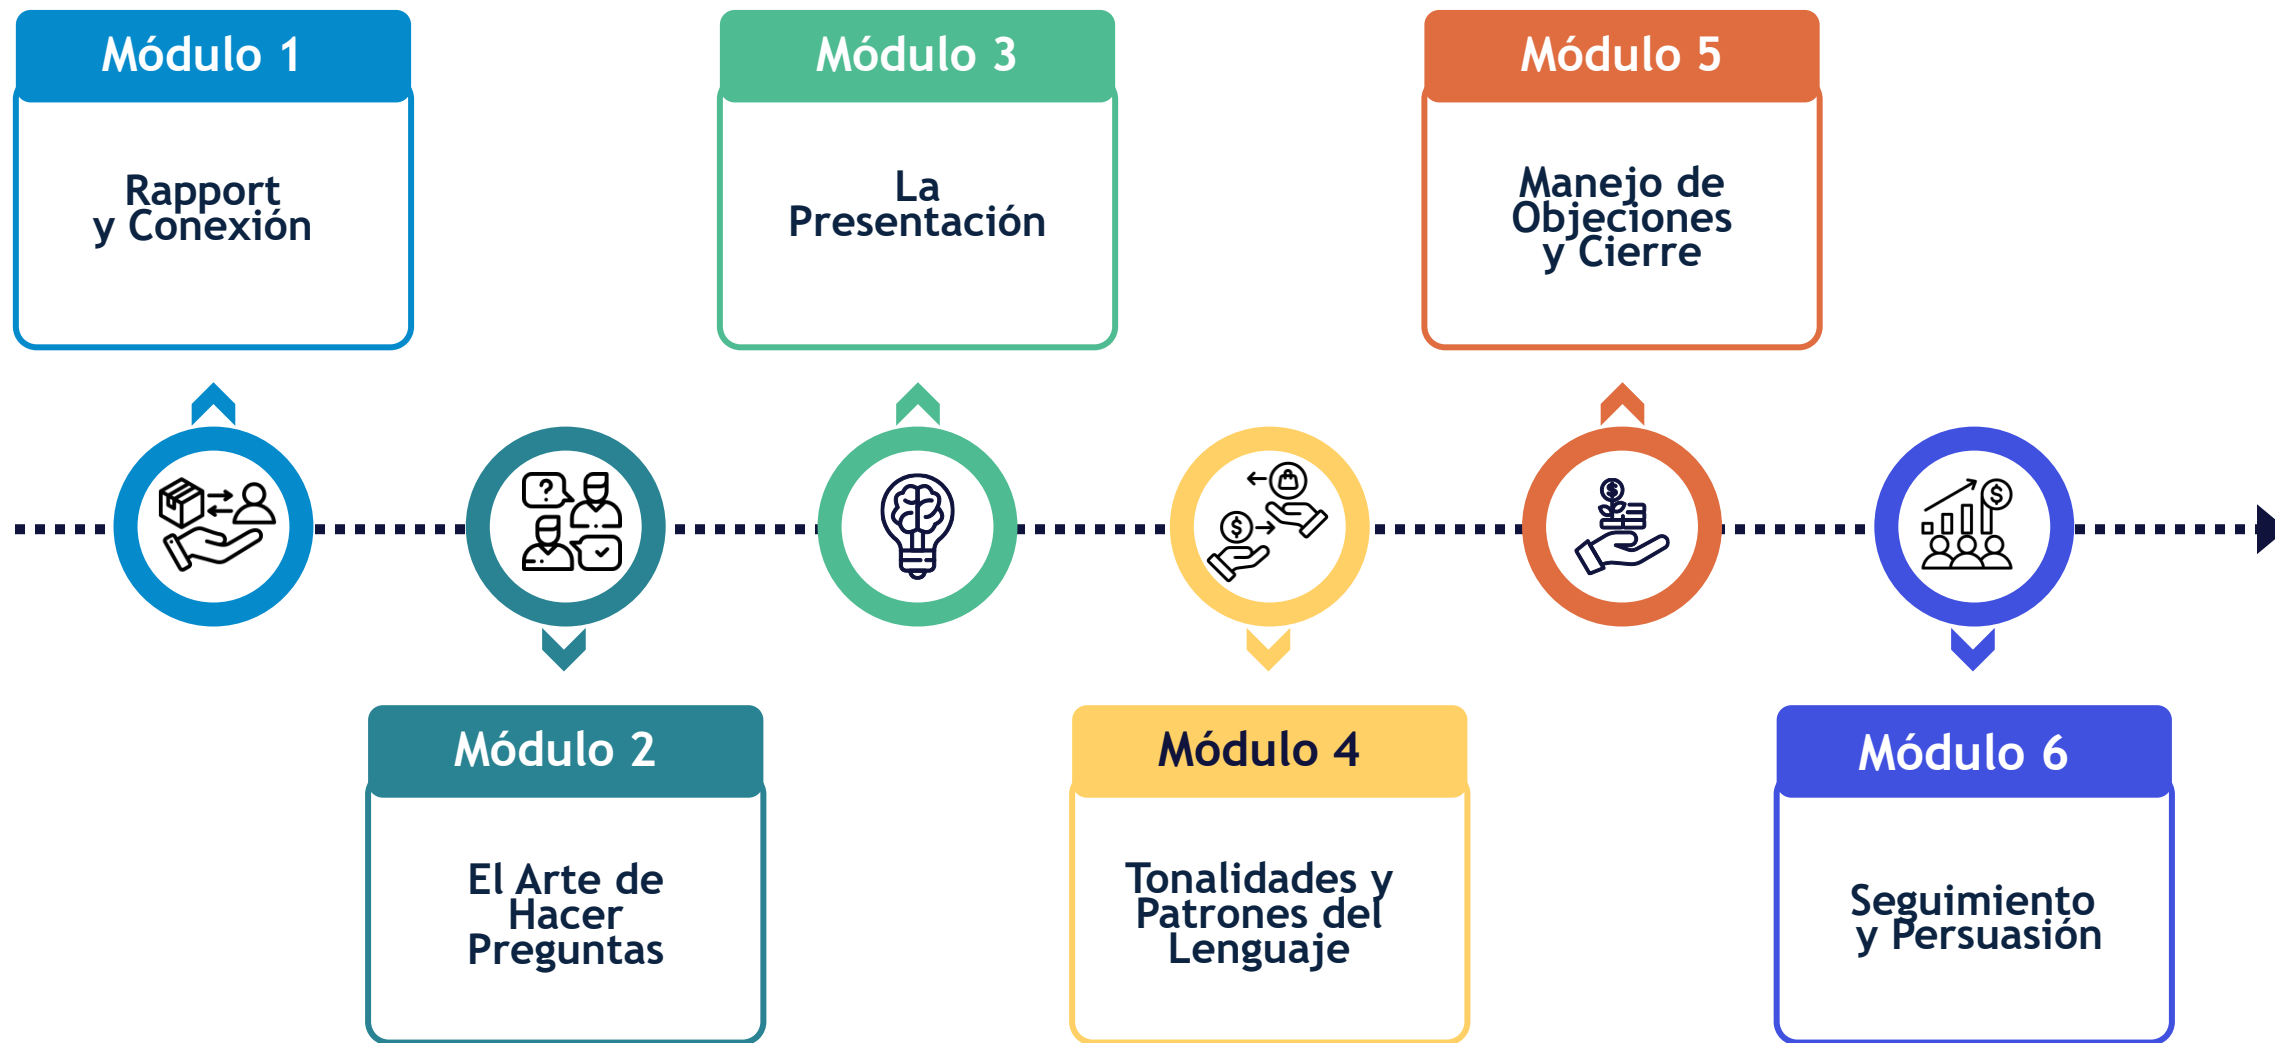 Módulo 1
Rapport
y Conexión
Módulo 2
El Arte de
Hacer
Preguntas
Módulo 3
La
Presentación
Módulo 4
Tonalidades y
Patrones del
Lenguaje
Módulo 5
Manejo de
Objeciones
y Cierre
Módulo 6
Seguimiento
y Persuasión